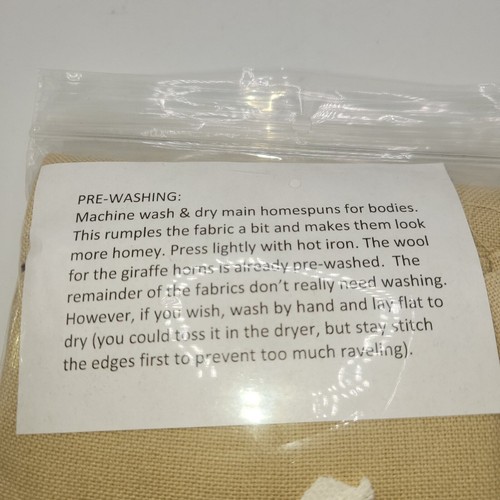 PRE-WASHING:
Machine wash & dry main homespuns for bodies.
This rumples the fabric a bit and makes them look
more homey. Press lightly with hot iron. The wool
for the giraffe horns is already pre-washed. The
remainder of the fabrics don't really need washing.
However, if you wish, wash by hand and lay flat to
dry (you could toss it in the dryer, but stay stitch
the edges first to prevent too much raveling).